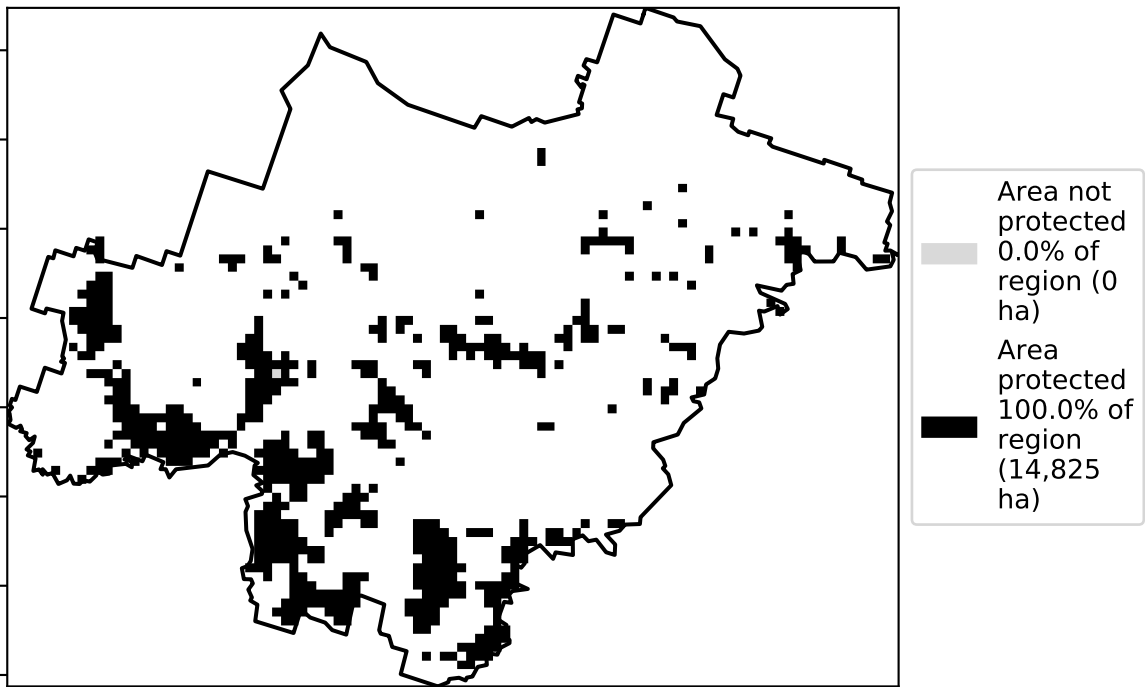 Area not
protected
0.0% of
region (0
ha)
Area
protected
100.0% of
region
(14,825
ha)